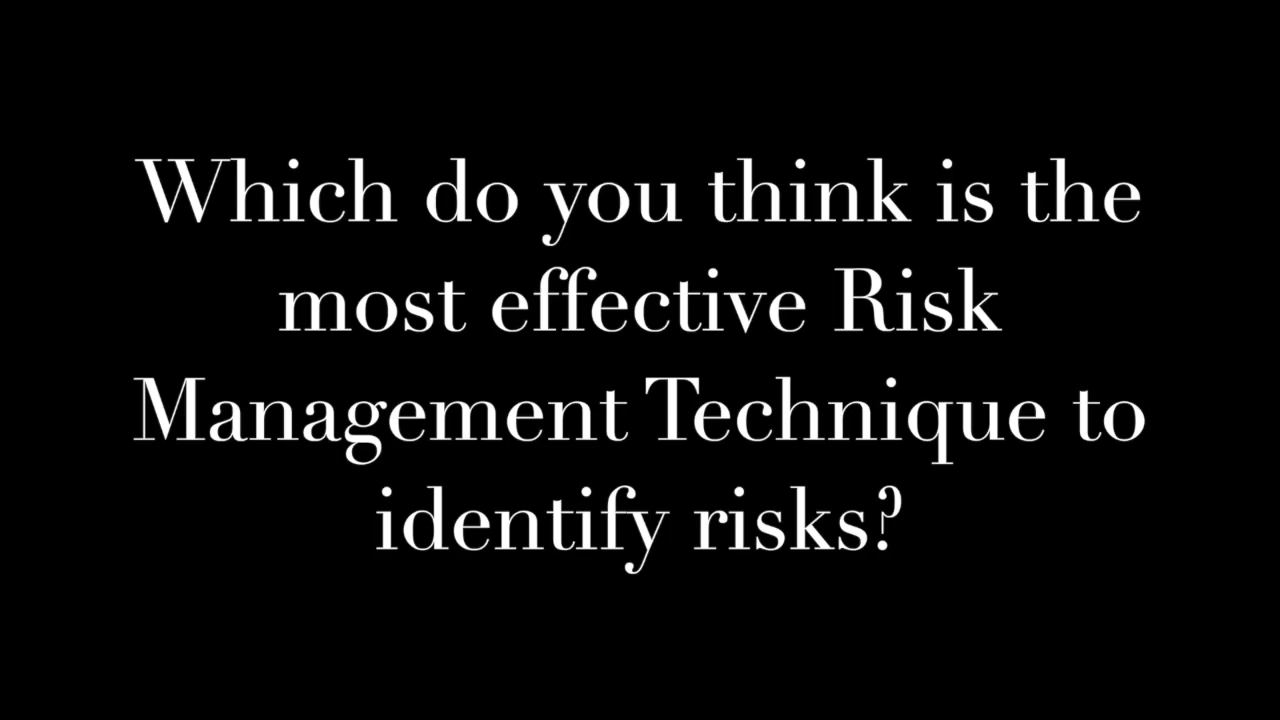 Which do you think is the
most effective Risk
Management Technique to
identify risks?